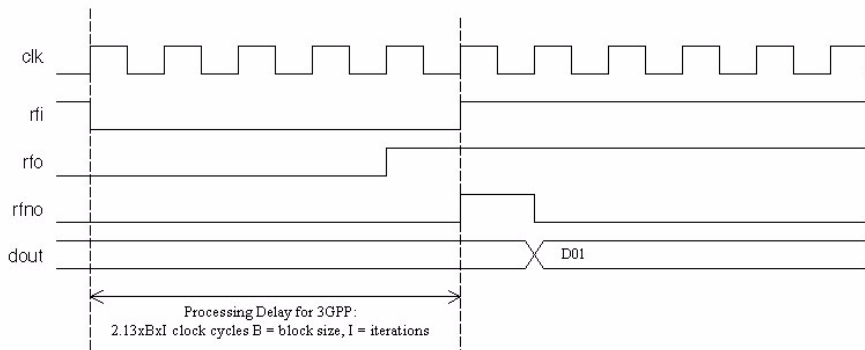 clk
rfi
rfo
rfno
dout
D01
Processing Delay for 3GPP:
2.13xBxI clock cycles B = block size, I = iterations